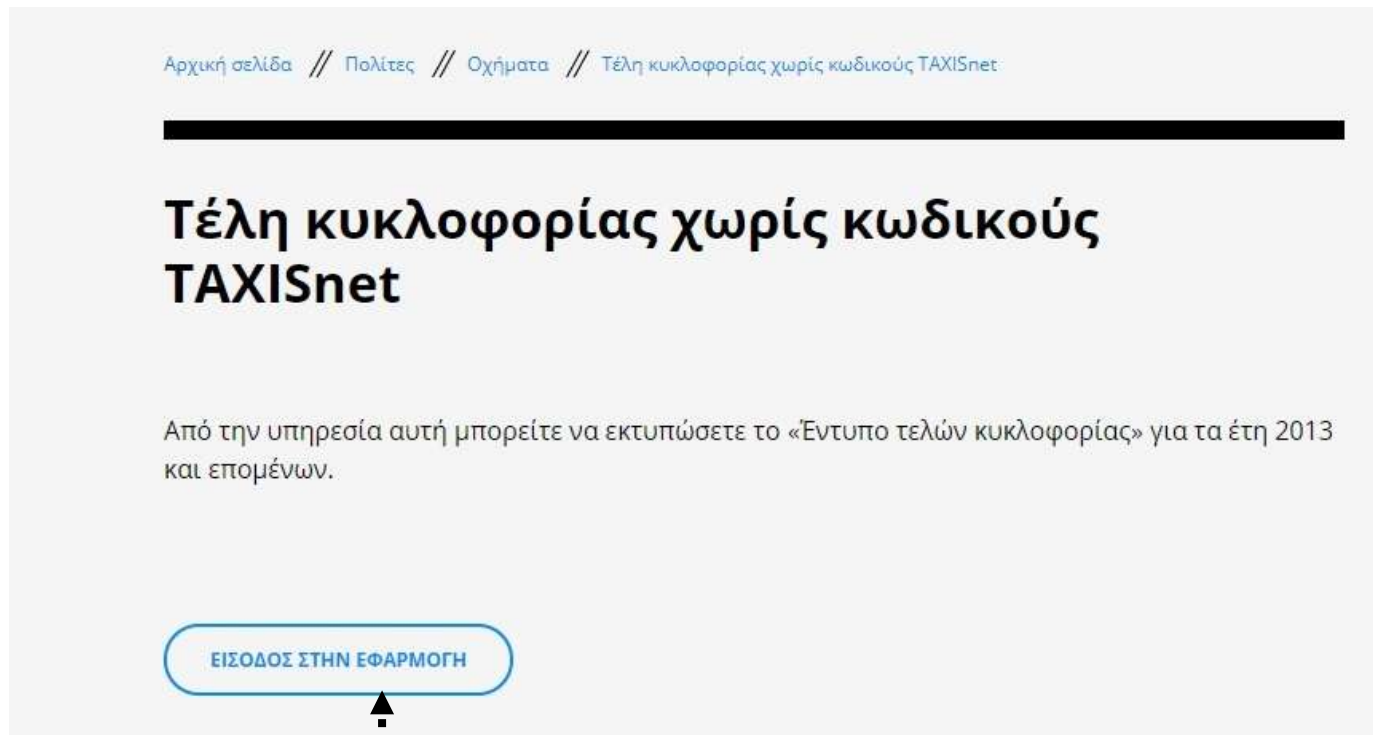 Αρχική σελίδα // Πολίτες // Οχήματα // Τέλη κυκλοφορίας χωρίς κωδικούς TAXISnet
Τέλη κυκλοφορίας χωρίς κωδικούς
TAXISnet
Από την υπηρεσία αυτή μπορείτε να εκτυπώσετε το «Έντυπο τελών κυκλοφορίας» για τα έτη 2013
και επομένων.
ΕΙΣΟΔΟΣ ΣΤΗΝ ΕΦΑΡΜΟΓΗ